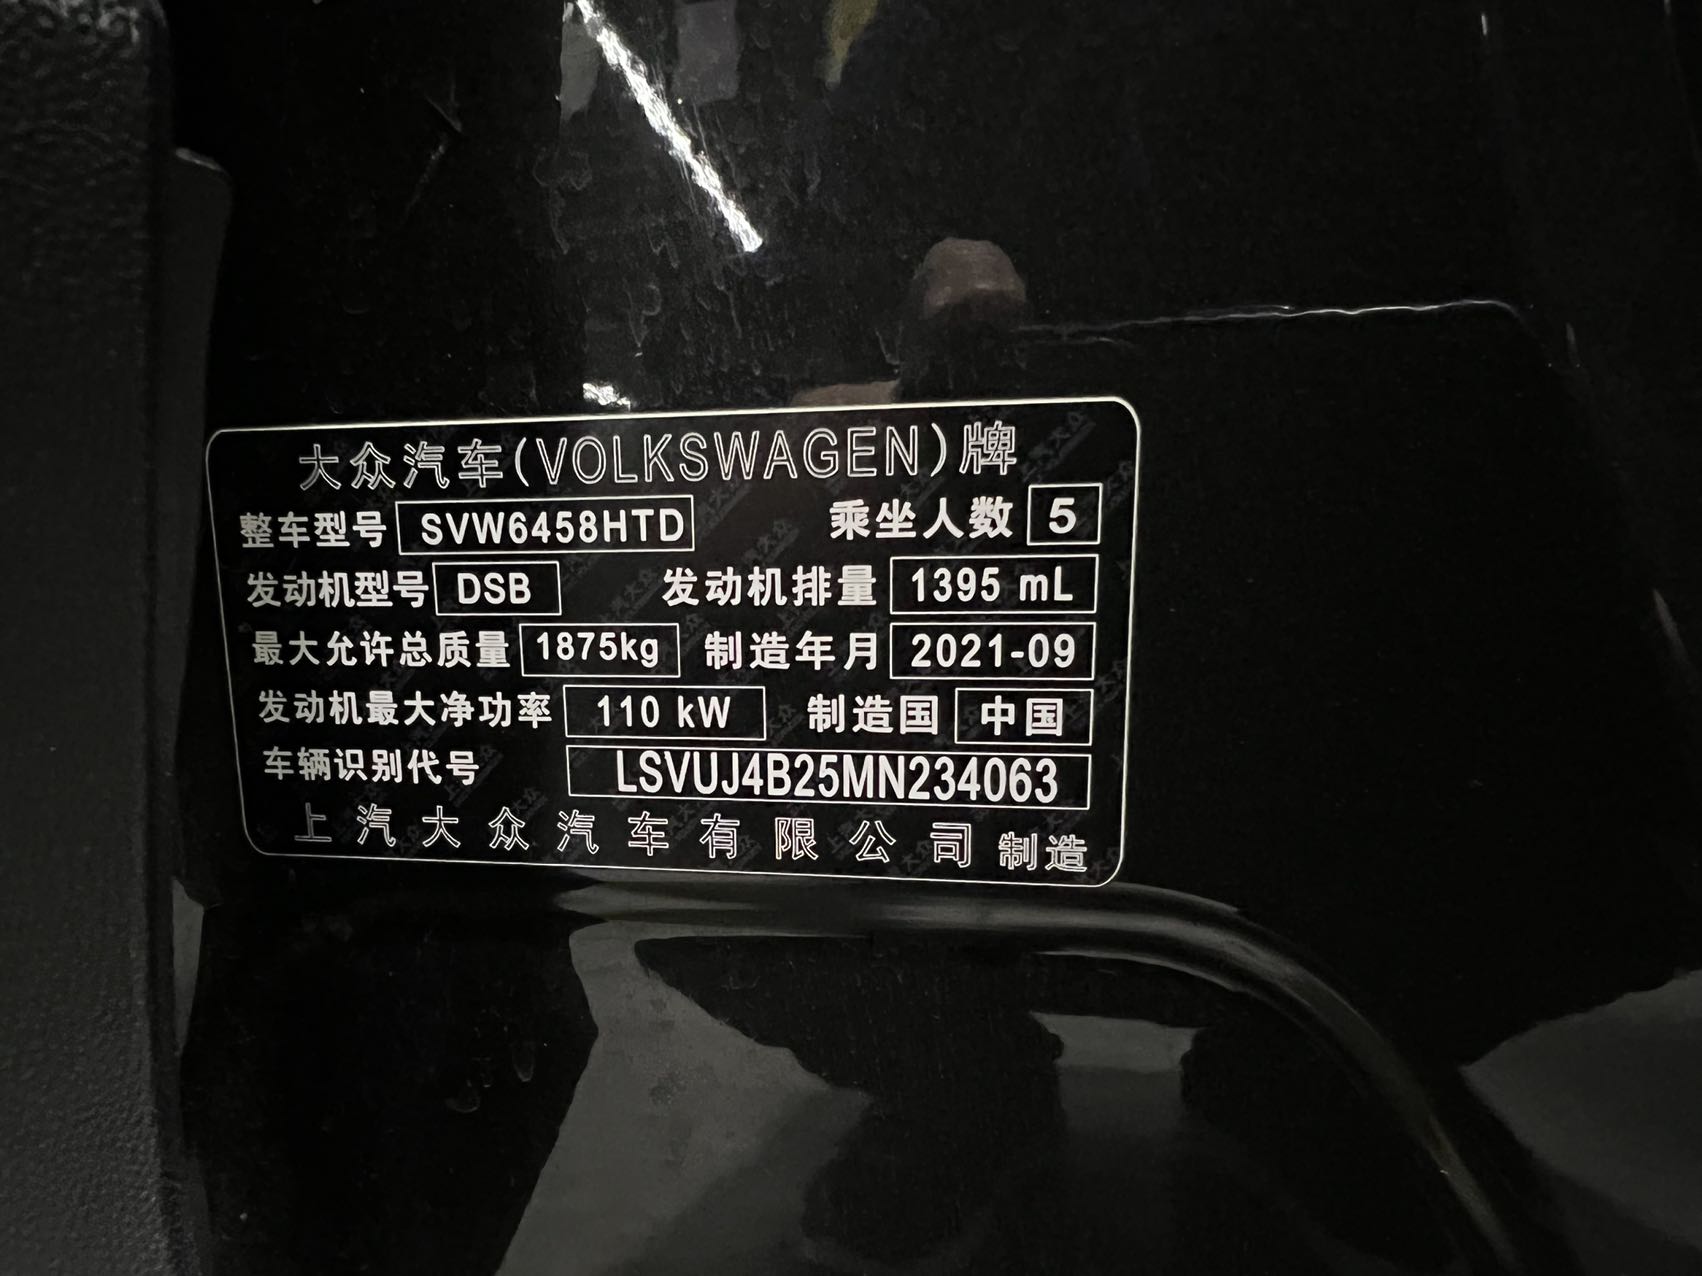 大众汽车(VOLKSWAGEN)牌
整车型号 SVW6458HTD 乘坐人数 5
发动机型号 DSB 发动机排量 1395 mL
最大允许总质量 1875kg 制造年月 2021-09
发动机最大净功率 110 kW 制造国 中国
车辆识别代号 LSVUJ4B25MN234063
上汽大众汽车有限公司 制造